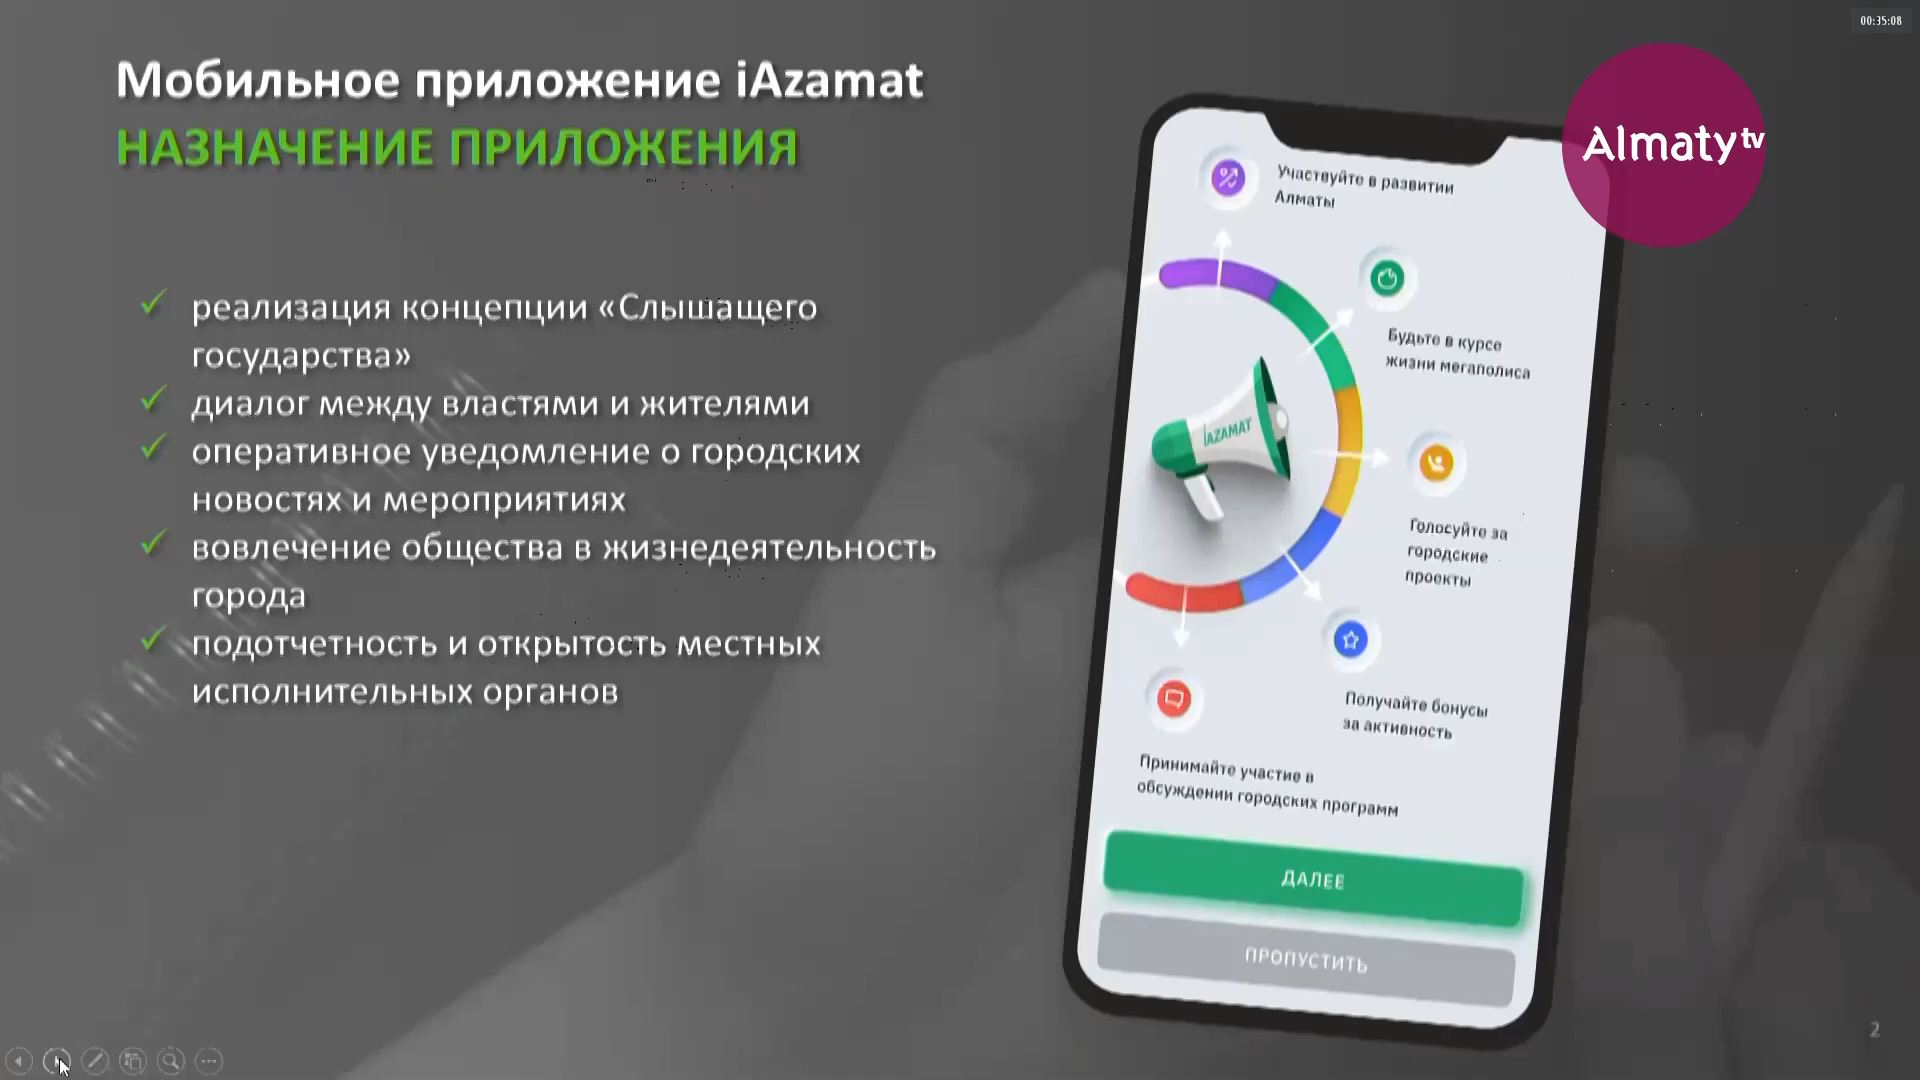 00:35:08
Мобильное приложение iAzamat
НАЗНАЧЕНИЕ ПРИЛОЖЕНИЯ
Almaty tv
реализация концепции «Слышащего
государства»
диалог между властями и жителями
оперативное уведомление о городских
новостях и мероприятиях
вовлечение общества в жизнедеятельность
города
подотчетность и открытость местных
исполнительных органов
Участвуйте в развитии
Алматы
Будьте в курсе
жизни мегаполиса
iAZAMAT
Голосуйте за
городские
проекты
Получайте бонусы
за активность
Принимайте участие в
обсуждении городских программ
ДАЛЕЕ
ПРОПУСТИТЬ
2